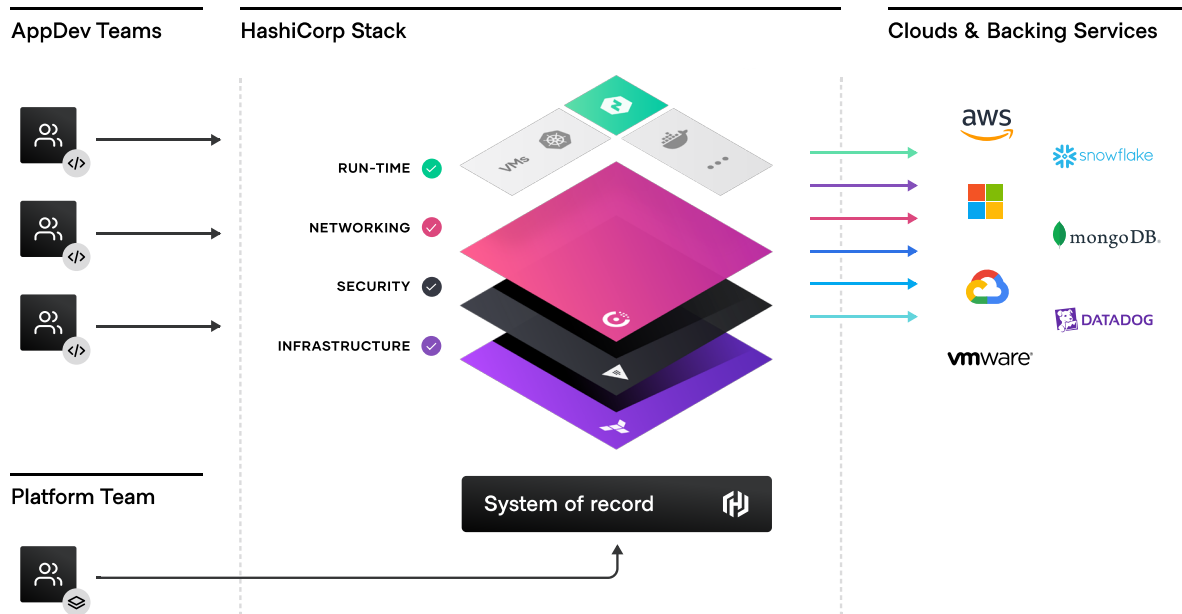 AppDev Teams
HashiCorp Stack
Clouds & Backing Services
</>
</>
</>
RUN-TIME
NETWORKING
SECURITY
INFRASTRUCTURE
VMs
aws
snowflake
mongoDB.
DATADOG
vmware®
Platform Team
System of record